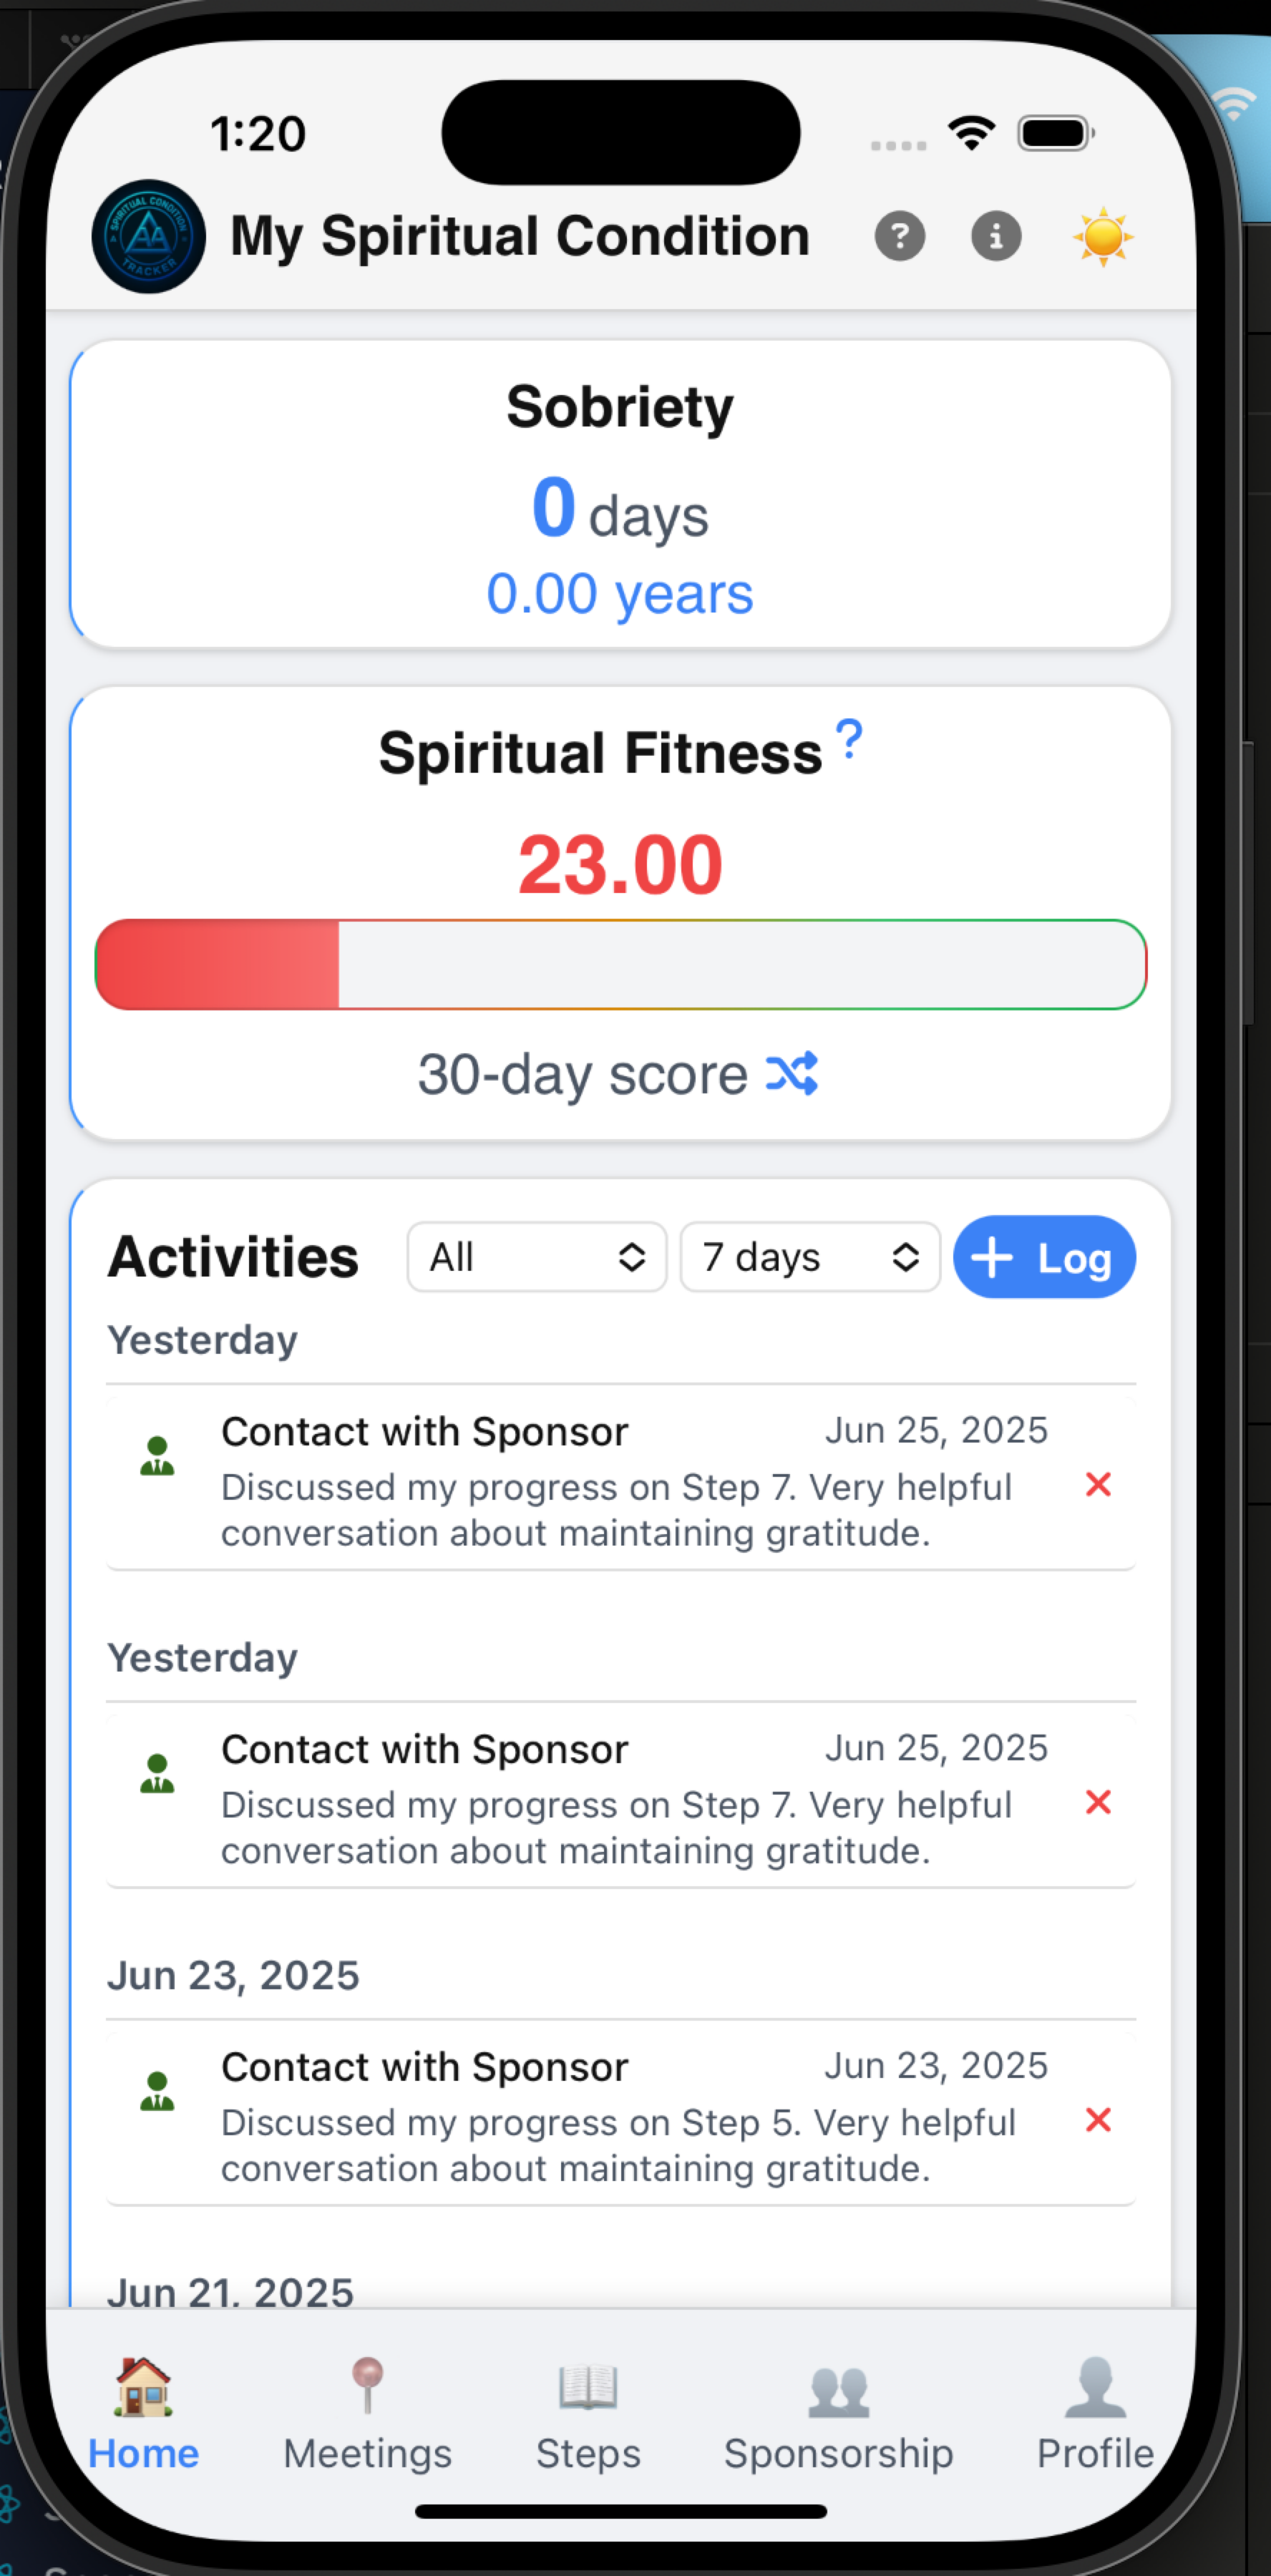 1:20
SPIRITUAL CONDITION
AA
TRACKER
My Spiritual Condition
?
i
Sobriety
0 days
0.00 years
Spiritual Fitness ?
23.00
30-day score
Activities
All
7 days
+ Log
Yesterday
Contact with Sponsor
Jun 25, 2025
Discussed my progress on Step 7. Very helpful
conversation about maintaining gratitude.
Yesterday
Contact with Sponsor
Jun 25, 2025
Discussed my progress on Step 7. Very helpful
conversation about maintaining gratitude.
Jun 23, 2025
Contact with Sponsor
Jun 23, 2025
Discussed my progress on Step 5. Very helpful
conversation about maintaining gratitude.
Jun 21, 2025
Home
Meetings
Steps
Sponsorship
Profile